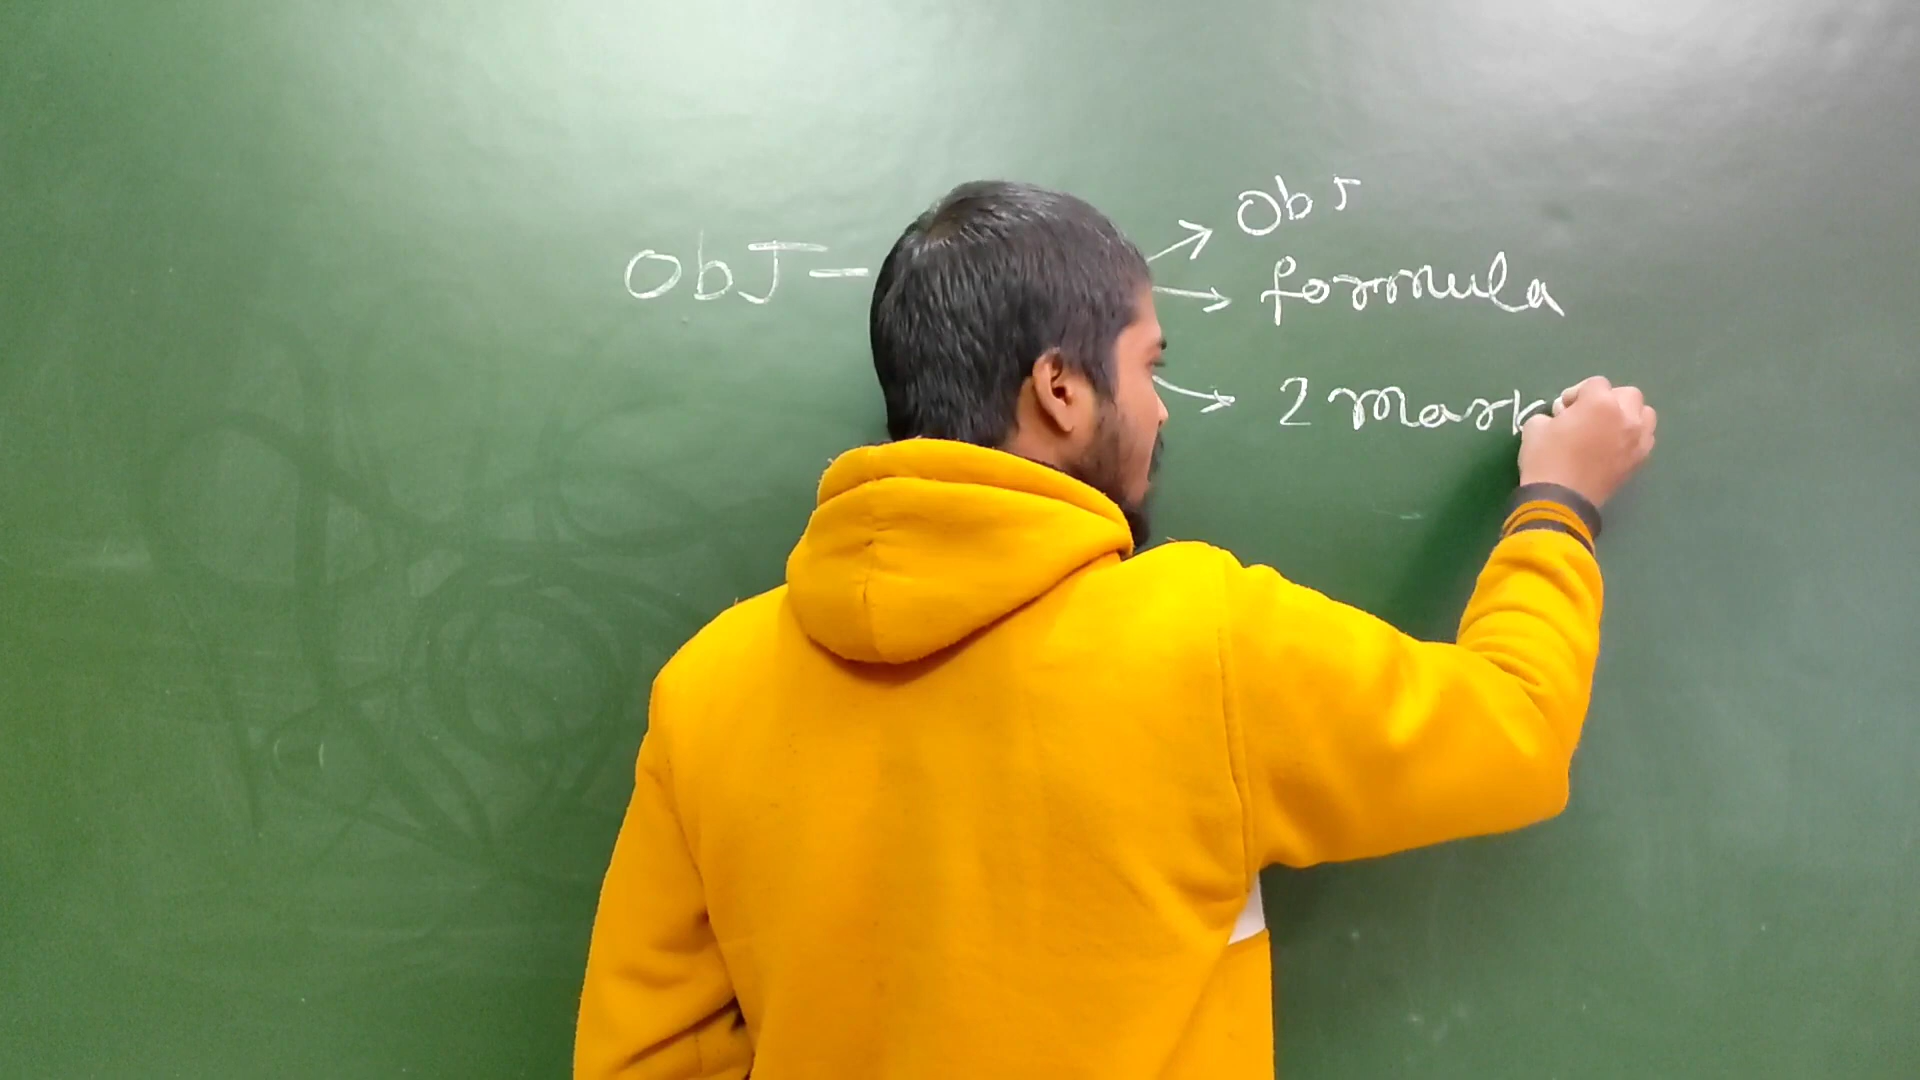 ObJ -
→ ObJ
→ formula
→ 2 mark